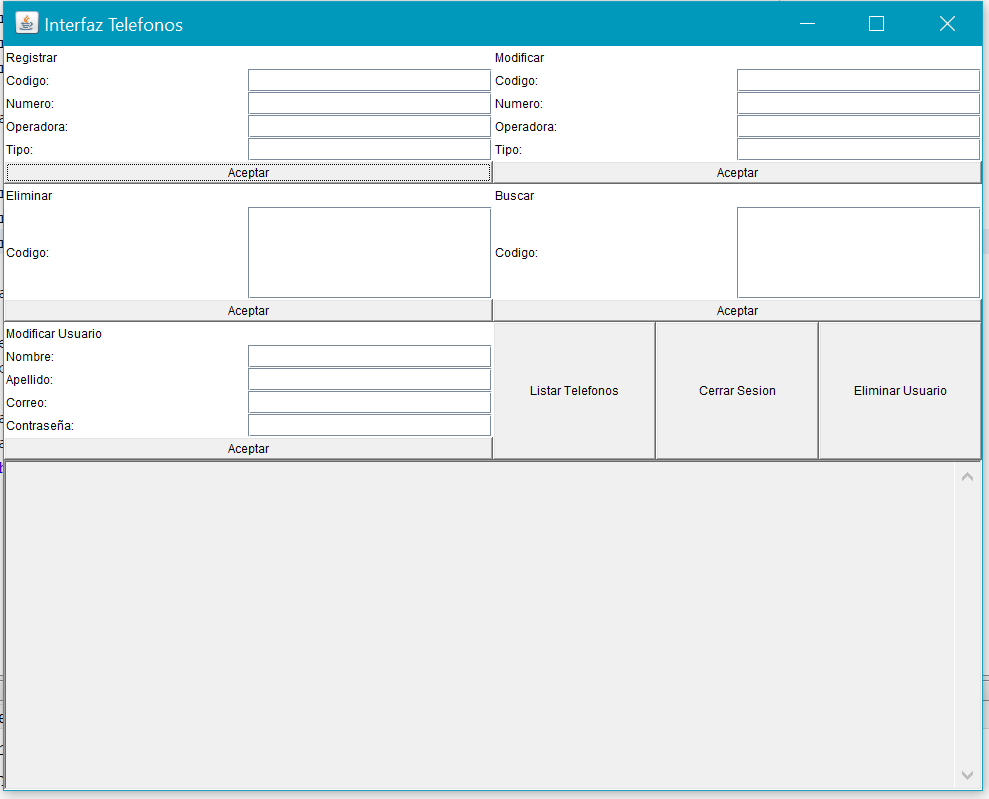 Interfaz Telefonos
Registrar
Codigo:
Numero:
Operadora:
Tipo:
Aceptar
Modificar
Codigo:
Numero:
Operadora:
Tipo:
Aceptar
Eliminar
Codigo:
Aceptar
Buscar
Codigo:
Aceptar
Modificar Usuario
Nombre:
Apellido:
Correo:
Contraseña:
Aceptar
Listar Telefonos
Cerrar Sesion
Eliminar Usuario